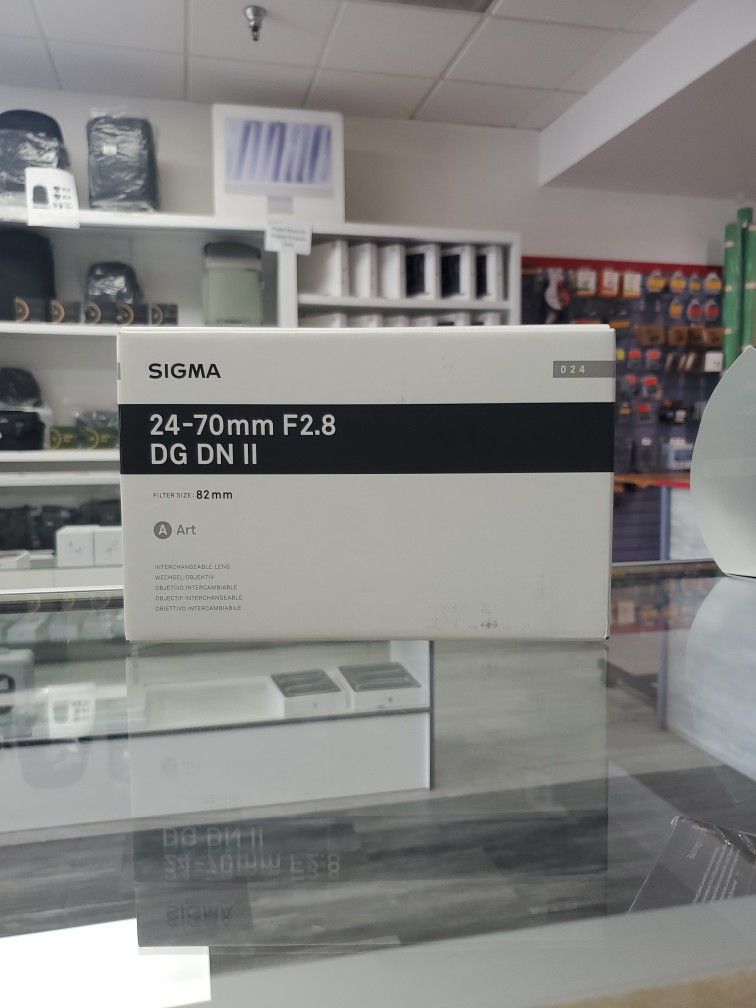 SIGMA
024
24-70mm F2.8
DG DN II
FILTER SIZE: 82mm
A Art
INTERCHANGEABLE-LENS
WECHSEL-OBJEKTIV
OBJETIVO INTERCAMBIABLE
OBJECTIF INTERCHANGEABLE
OBIETTIVO INTERCAMBIABILE